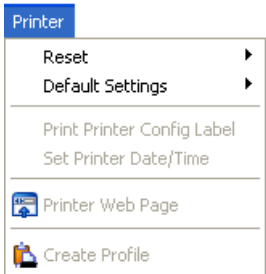 Printer
Reset
Default Settings
Print Printer Config Label
Set Printer Date/Time
Printer Web Page
Create Profile